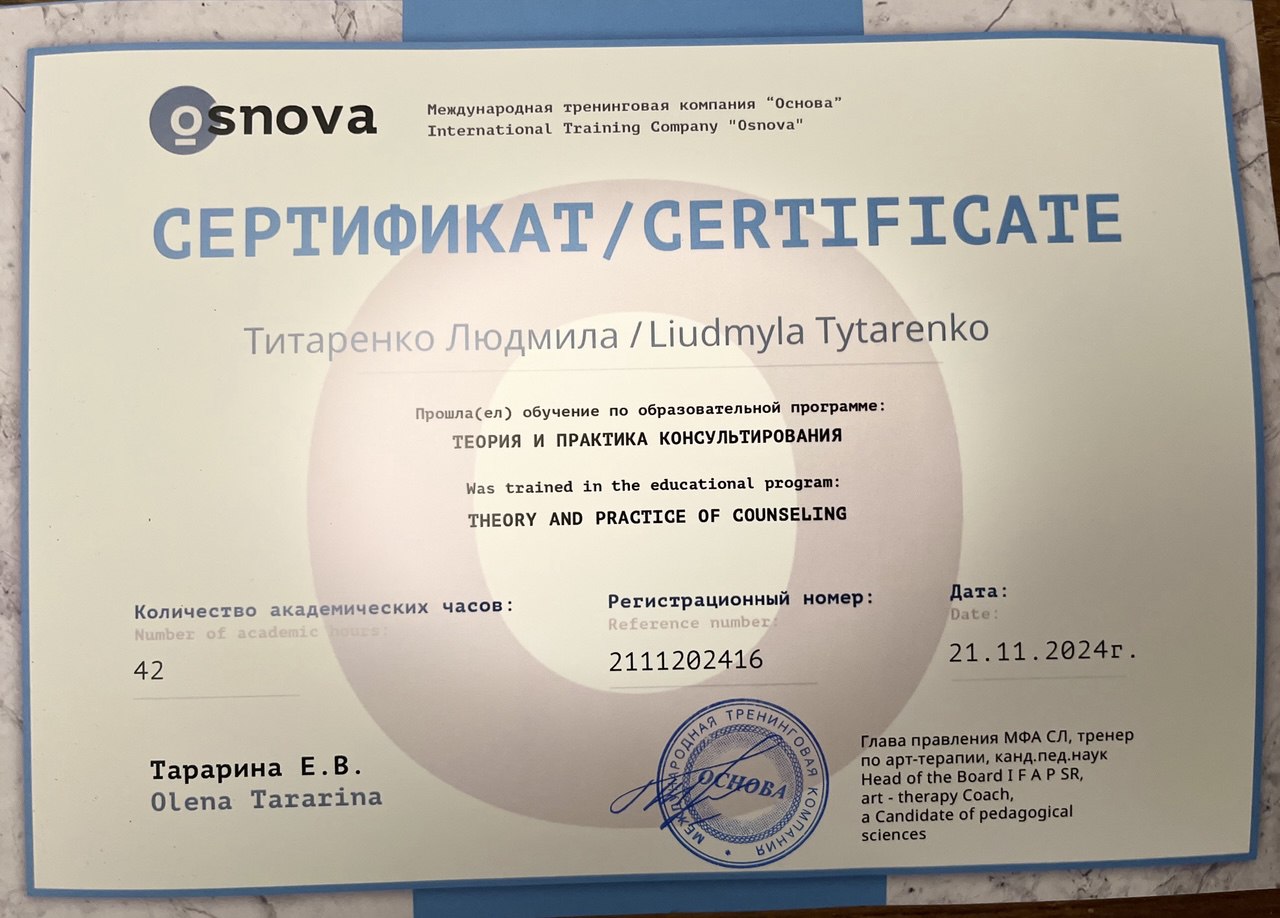 osnova
Международная тренинговая компания “Основа”
International Training Company "Osnova"
СЕРТИФИКАТ/CERTIFICATE
Титаренко Людмила /Liudmyla Tytarenko
Прошла(ел) обучение по образовательной программе:
ТЕОРИЯ И ПРАКТИКА КОНСУЛЬТИРОВАНИЯ
Was trained in the educational program:
THEORY AND PRACTICE OF COUNSELING
Количество академических часов:
Number of academic hours:
42
Регистрационный номер:
Reference number:
2111202416
Дата:
Date:
21.11.2024г.
Тарарина Е.В.
Olena Tararina
МЕЖДУНАРОДНАЯ ТРЕНИНГОВАЯ КОМПАНИЯ
ОСНОВА
Глава правления МФА СЛ, тренер
по арт-терапии, канд.пед.наук
Head of the Board I F A P SR,
art - therapy Coach,
a Candidate of pedagogical
sciences